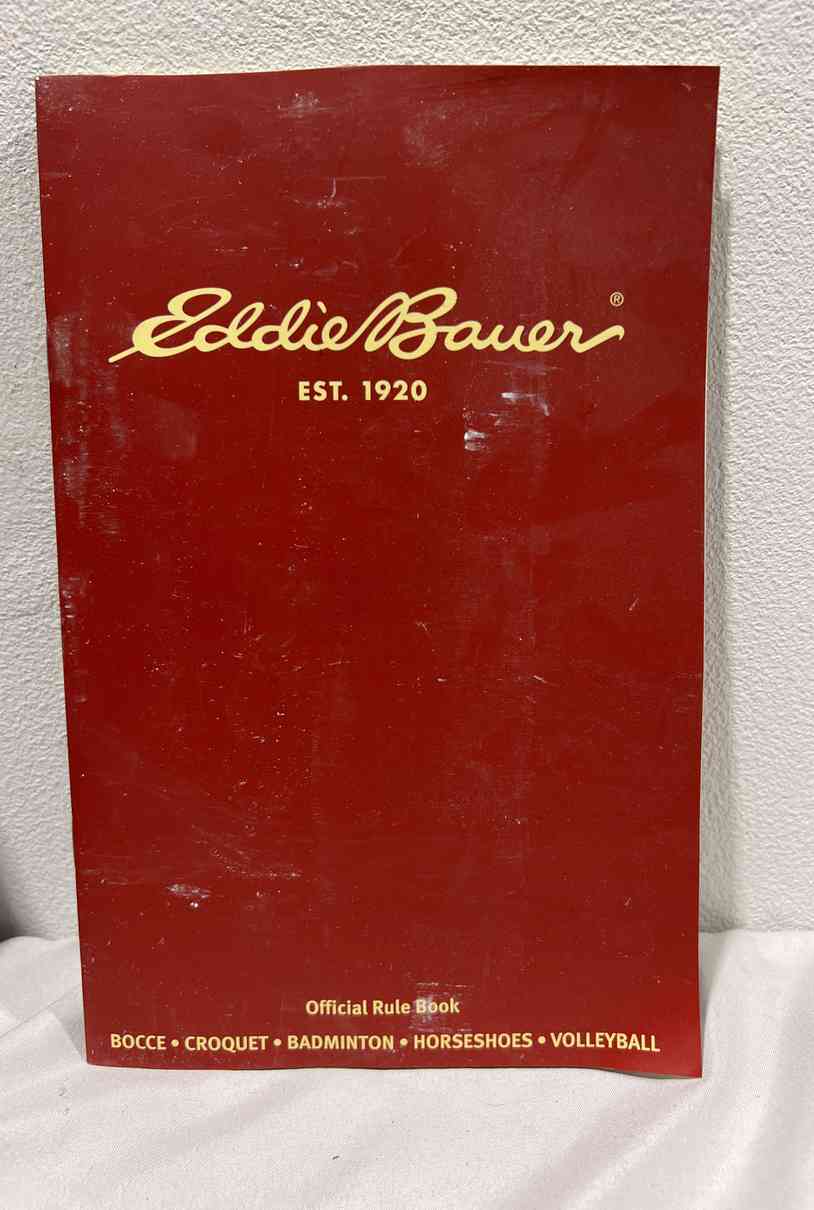 Eddie Bauer ®
EST. 1920
Official Rule Book
BOCCE • CROQUET • BADMINTON • HORSESHOES • VOLLEYBALL